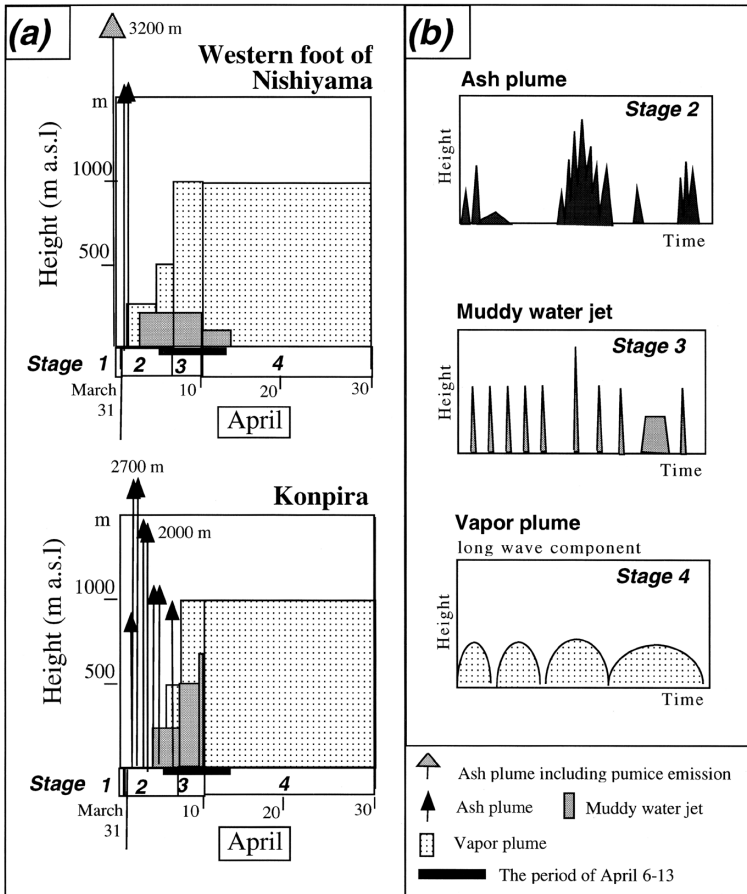 (a)
3200 m
Western foot of
Nishiyama
m
1000
500
Height (m a.s.l)
Stage 1 2 3 4
March 10 20 30
31
April
2700 m
Konpira
m
2000 m
1000
500
Height (m a.s.l)
Stage 1 2 3 4
March 10 20 30
31
April
(b)
Ash plume
Stage 2
Height
Time
Muddy water jet
Stage 3
Height
Time
Vapor plume
long wave component
Stage 4
Height
Time
Ash plume including pumice emission
Ash plume Muddy water jet
Vapor plume
The period of April 6-13